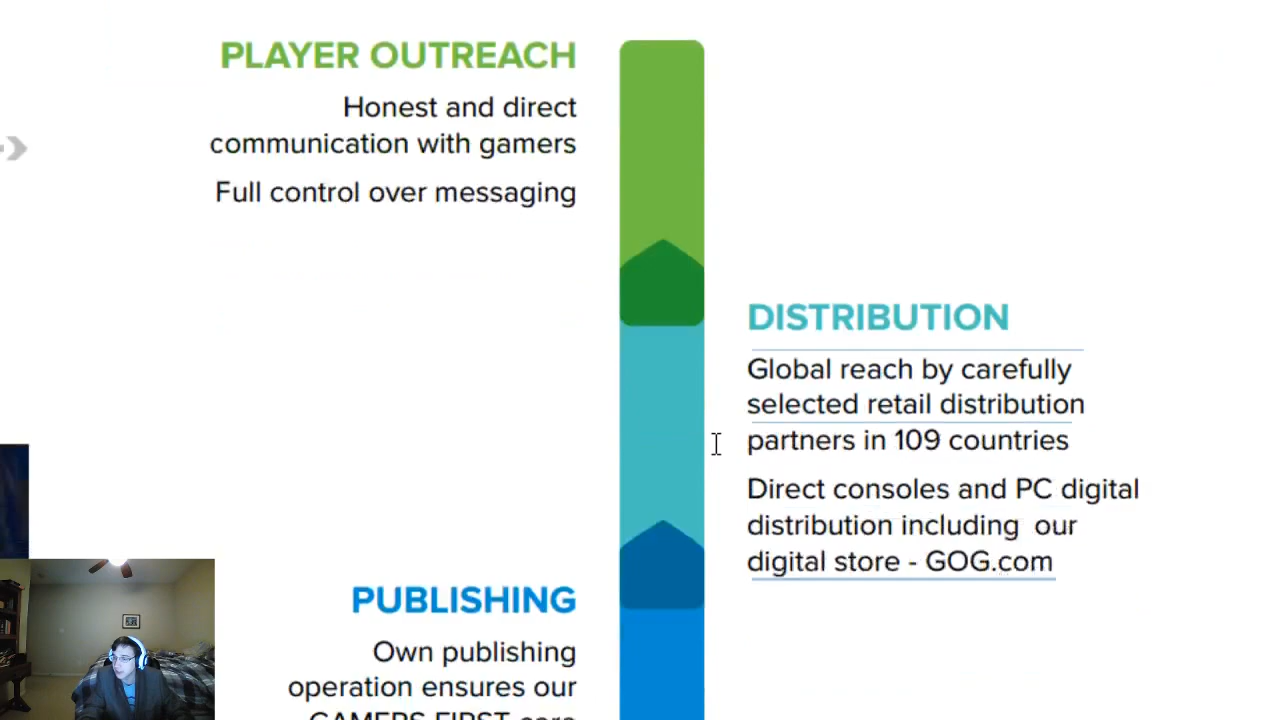 PLAYER OUTREACH
Honest and direct
communication with gamers
Full control over messaging
DISTRIBUTION
Global reach by carefully
selected retail distribution
partners in 109 countries
Direct consoles and PC digital
distribution including our
digital store - GOG.com
PUBLISHING
Own publishing
operation ensures our
GAMERS FIRST core